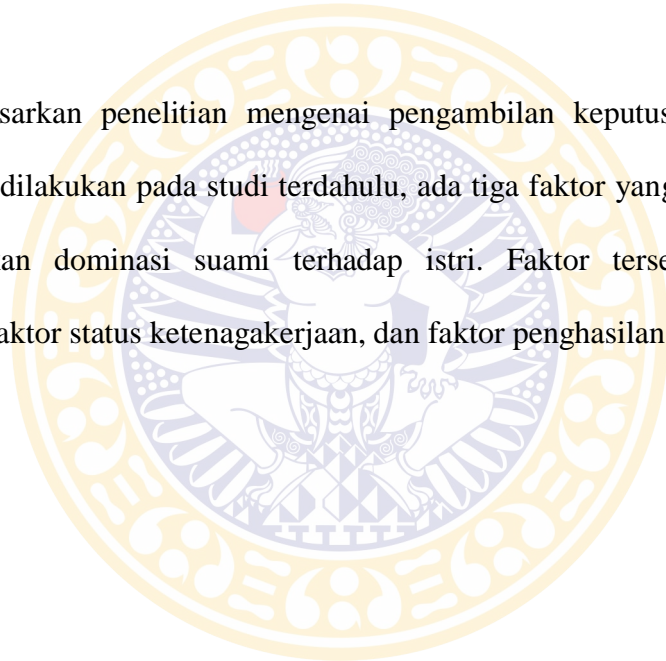 sarkan penelitian mengenai pengambilan keputus
dilakukan pada studi terdahulu, ada tiga faktor yang
an dominasi suami terhadap istri. Faktor terse
aktor status ketenagakerjaan, dan faktor penghasilan